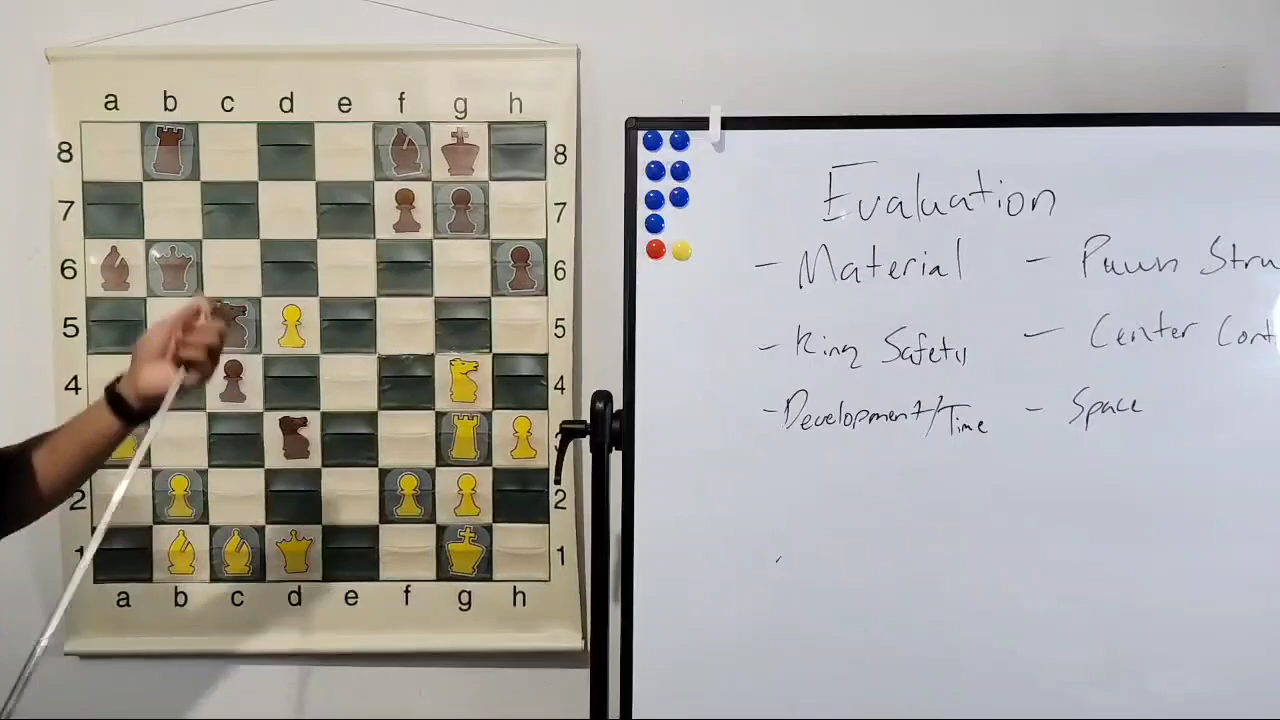 a b c d e f g h
8 8
7 7
6 6
5 5
4 4
3
2 2
1 1
a b c d e f g h
Evaluation
- Material - Pawn Stru
- King Safety - Center Cont
- Development/Time - Space